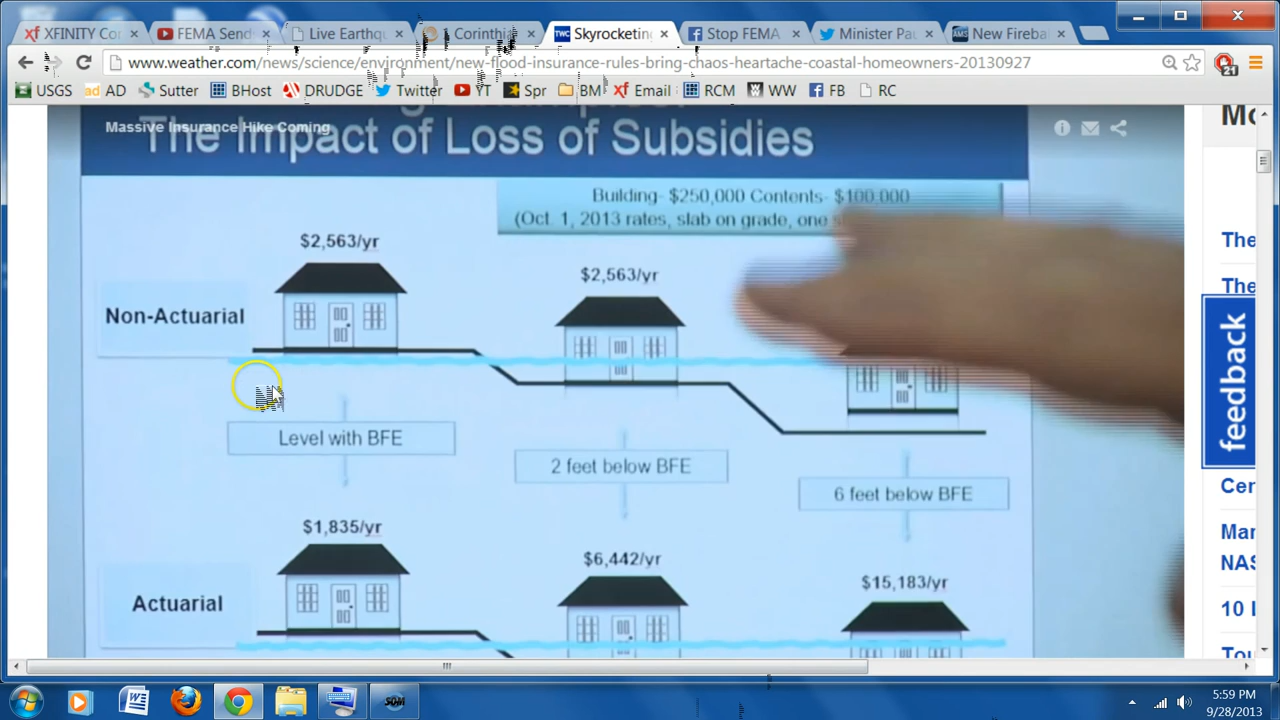 XFINITY Co
FEMA Send
Live Earthqu
Corinthi
Skyrocketing
Stop FEMA
Minister Pau
New Fireba
www.weather.com/news/science/environment/new-flood-insurance-rules-bring-chaos-heartache-coastal-homeowners-20130927
21
USGS
ad AD
Sutter
BHost
DRUDGE
Twitter
YT
Spr
BM
Email
RCM
WW
FB
RC
Massive Insurance Hike Coming
The Impact of Loss of Subsidies
Building- $250,000 Contents- $100,000
(Oct. 1, 2013 rates, slab on grade, one
$2,563/yr
$2,563/yr
Non-Actuarial
Level with BFE
2 feet below BFE
6 feet below BFE
$1,835/yr
$6,442/yr
$15,183/yr
Actuarial
The
The
feedback
Cer
Mar
NAS
10 L
5:59 PM
9/28/2013